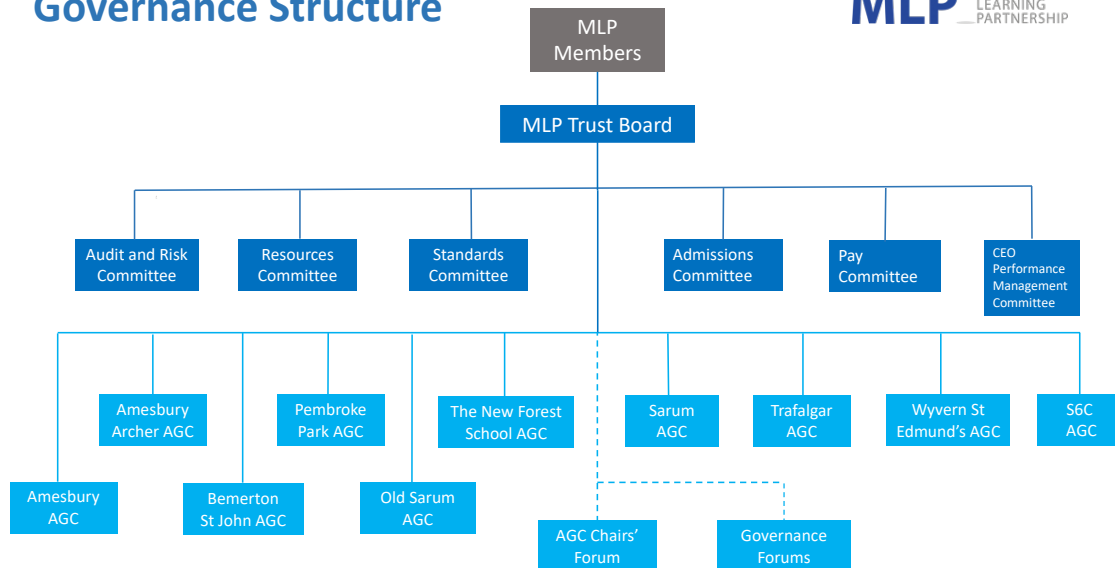 Governance Structure
MLP
LEARNING
PARTNERSHIP
MLP
Members
MLP Trust Board
Audit and Risk
Committee
Resources
Committee
Standards
Committee
Admissions
Committee
Pay
Committee
CEO
Performance
Management
Committee
Amesbury
Archer AGC
Pembroke
Park AGC
The New Forest
School AGC
Sarum
AGC
Trafalgar
AGC
Wyvern St
Edmund's AGC
S6C
AGC
Amesbury
AGC
Bemerton
St John AGC
Old Sarum
AGC
AGC Chairs'
Forum
Governance
Forums